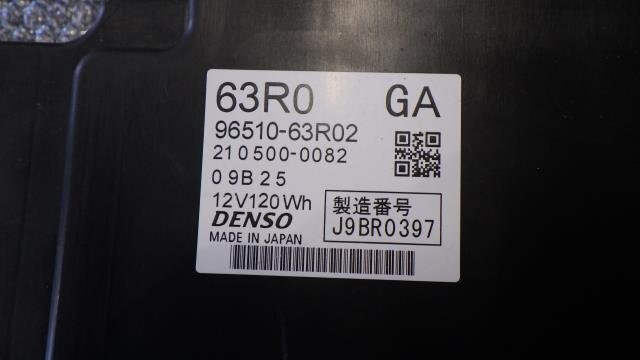 63R0 GA
96510-63R02
210500-0082
09B25
12V120Wh
DENSO
MADE IN JAPAN
製造番号
J9BR0397